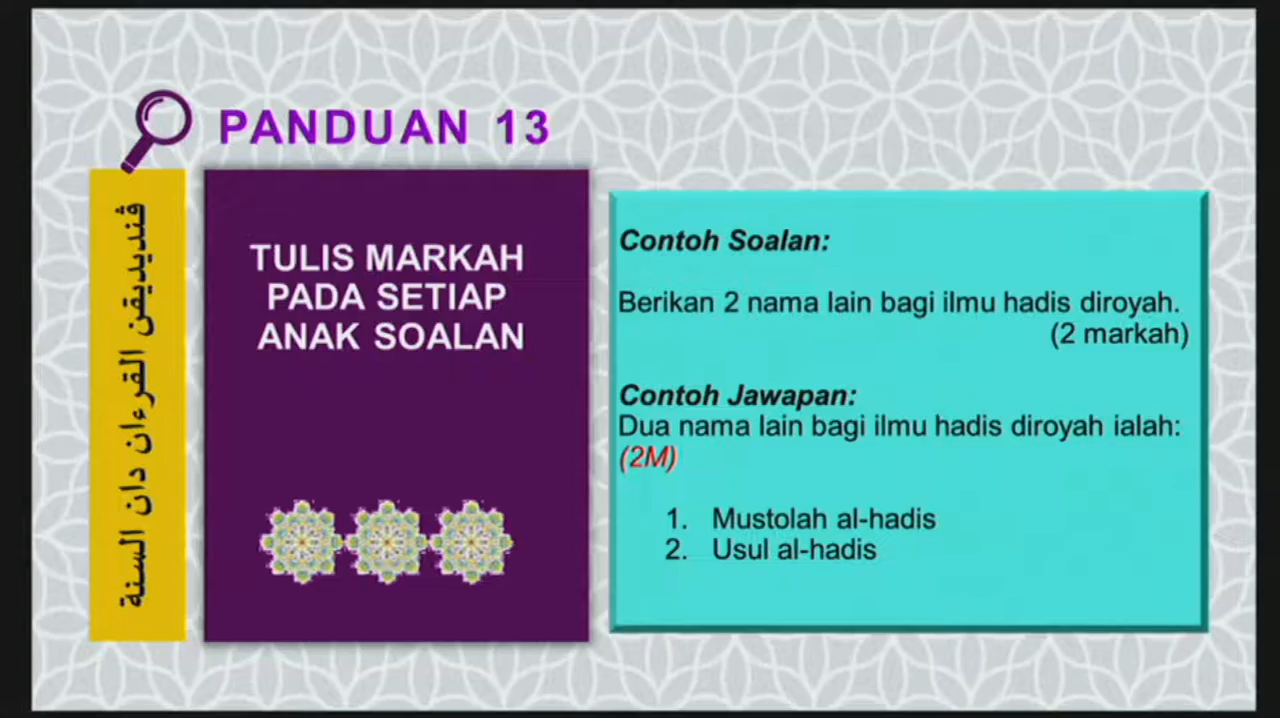 PANDUAN 13
ڤنديديقن القرءان دان السنة
TULIS MARKAH
PADA SETIAP
ANAK SOALAN
Contoh Soalan:
Berikan 2 nama lain bagi ilmu hadis diroyah.
(2 markah)
Contoh Jawapan:
Dua nama lain bagi ilmu hadis diroyah ialah:
(2M)
1. Mustolah al-hadis
2. Usul al-hadis